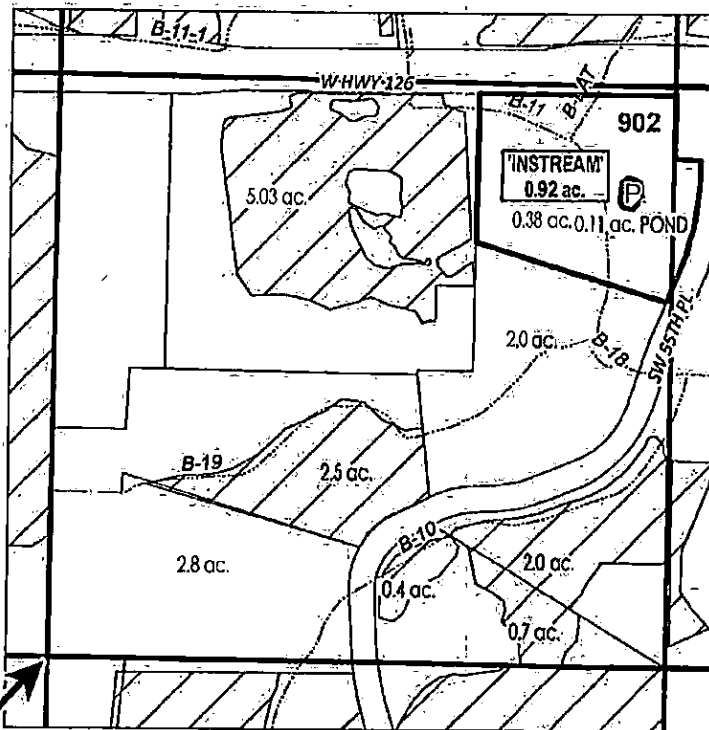 B-11-1
W HWY 126
B-11
B-LAT
902
'INSTREAM'
0.92 ac.
P
5.03 ac.
0.38 ac. 0.11 ac. POND
2.0 ac.
B-18
SW 55TH PL
B-19
2.5 ac.
B-10
2.8 ac.
2.0 ac.
0.4 ac.
0.7 ac.